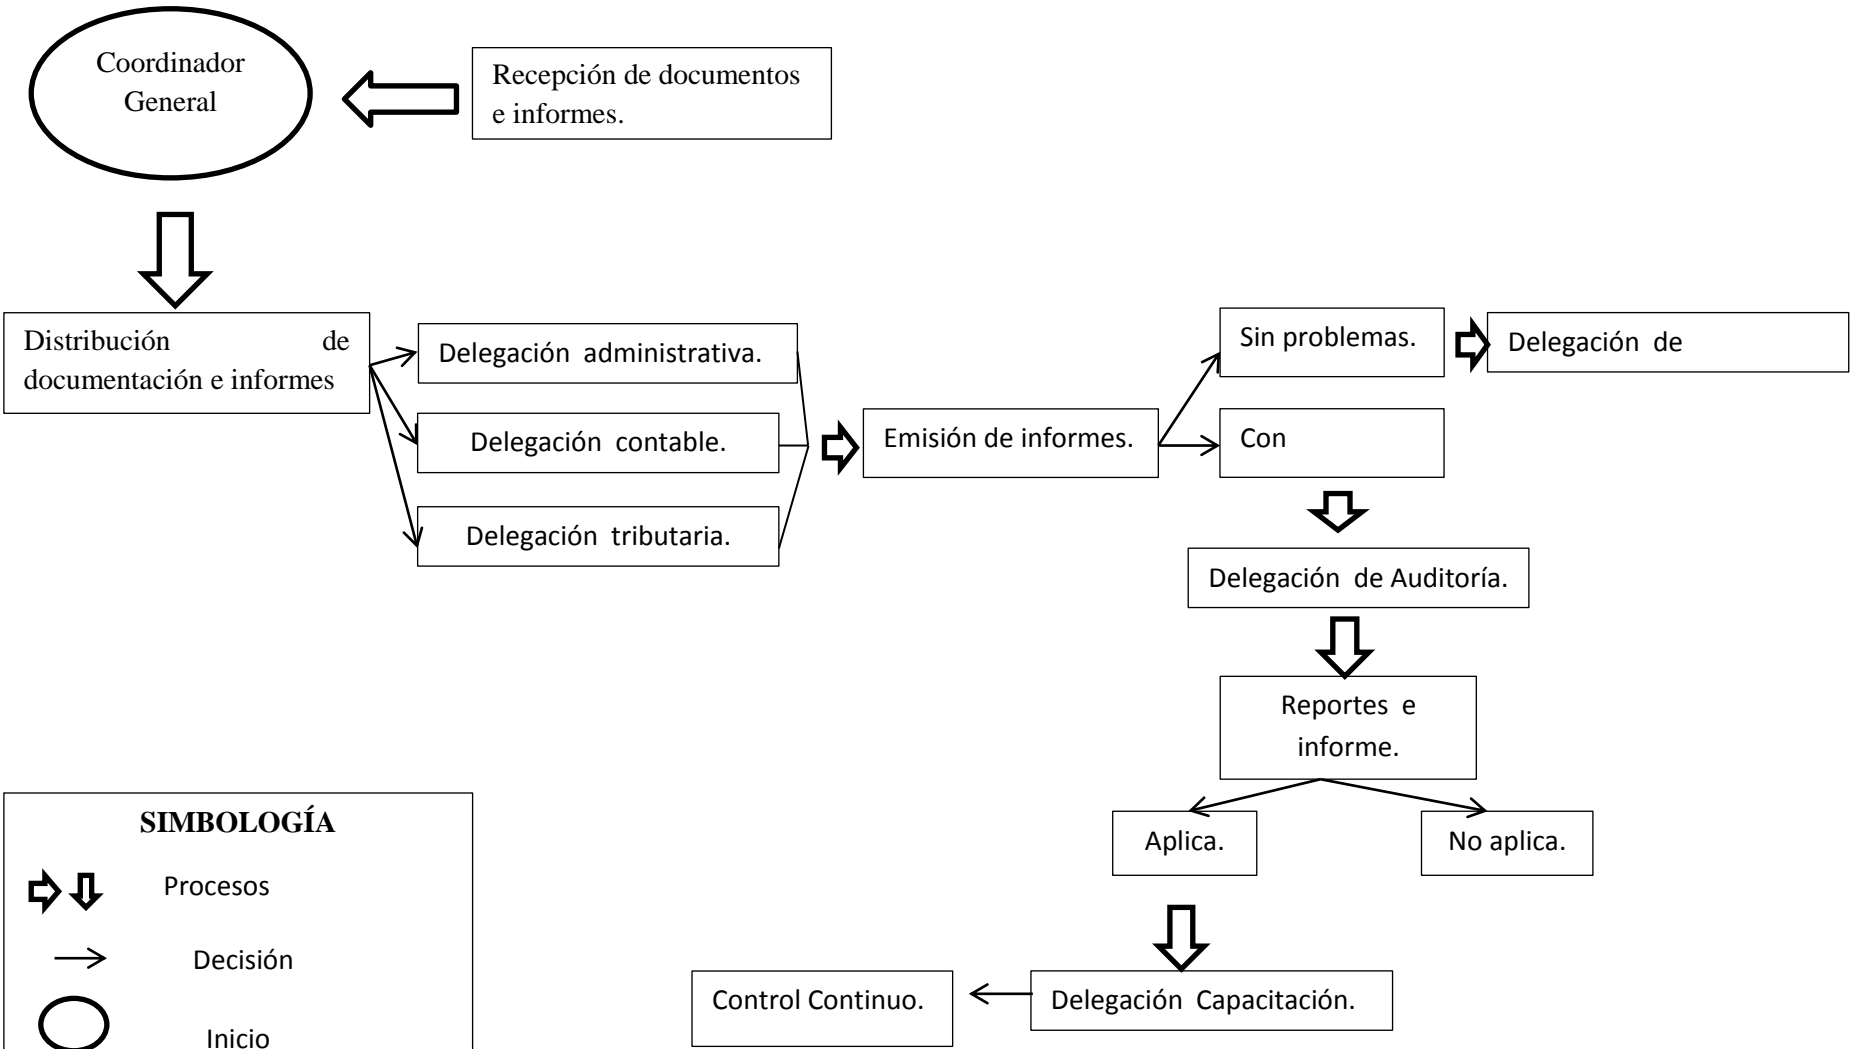 Coordinador
General
Recepción de documentos
e informes.
Distribución de
documentación e informes
Delegación administrativa.
Delegación contable.
Delegación tributaria.
Emisión de informes.
Sin problemas.
Delegación de
Con
Delegación de Auditoría.
Reportes e
informe.
Aplica.
No aplica.
Delegación Capacitación.
Control Continuo.
SIMBOLOGÍA
Procesos
Decisión
Inicio